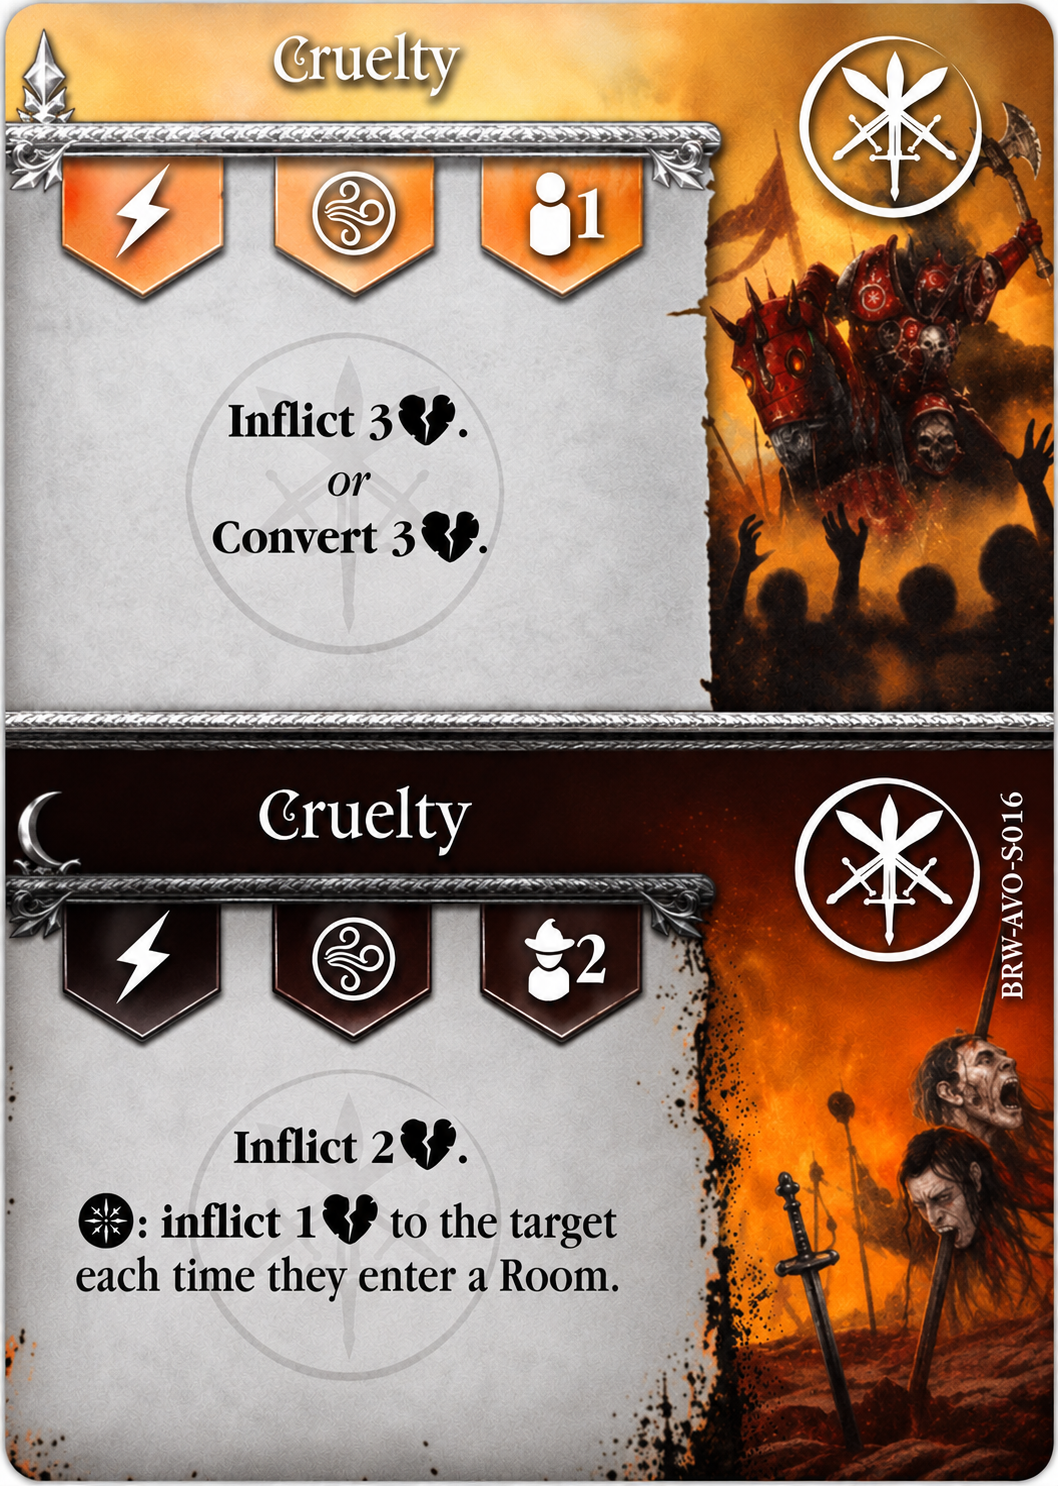 Cruelty
1
Inflict 3.
or
Convert 3.
Cruelty
BRW-AVO-S016
2
Inflict 2.
: inflict 1 to the target
each time they enter a Room.